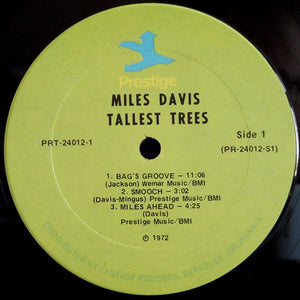 Prestige
MILES DAVIS
TALLEST TREES
PRT-24012-1
Side 1
(PR-24012-S1)
1. BAG'S GROOVE — 11:06
(Jackson) Wemar Music/BMI
2. SMOOCH — 3:02
(Davis-Mingus) Prestige Music/BMI
3. MILES AHEAD — 4:25
(Davis)
Prestige Music/BMI
℗ 1972
DISTRIBUTED BY FANTASY RECORDS, BERKELEY CALIFORNIA